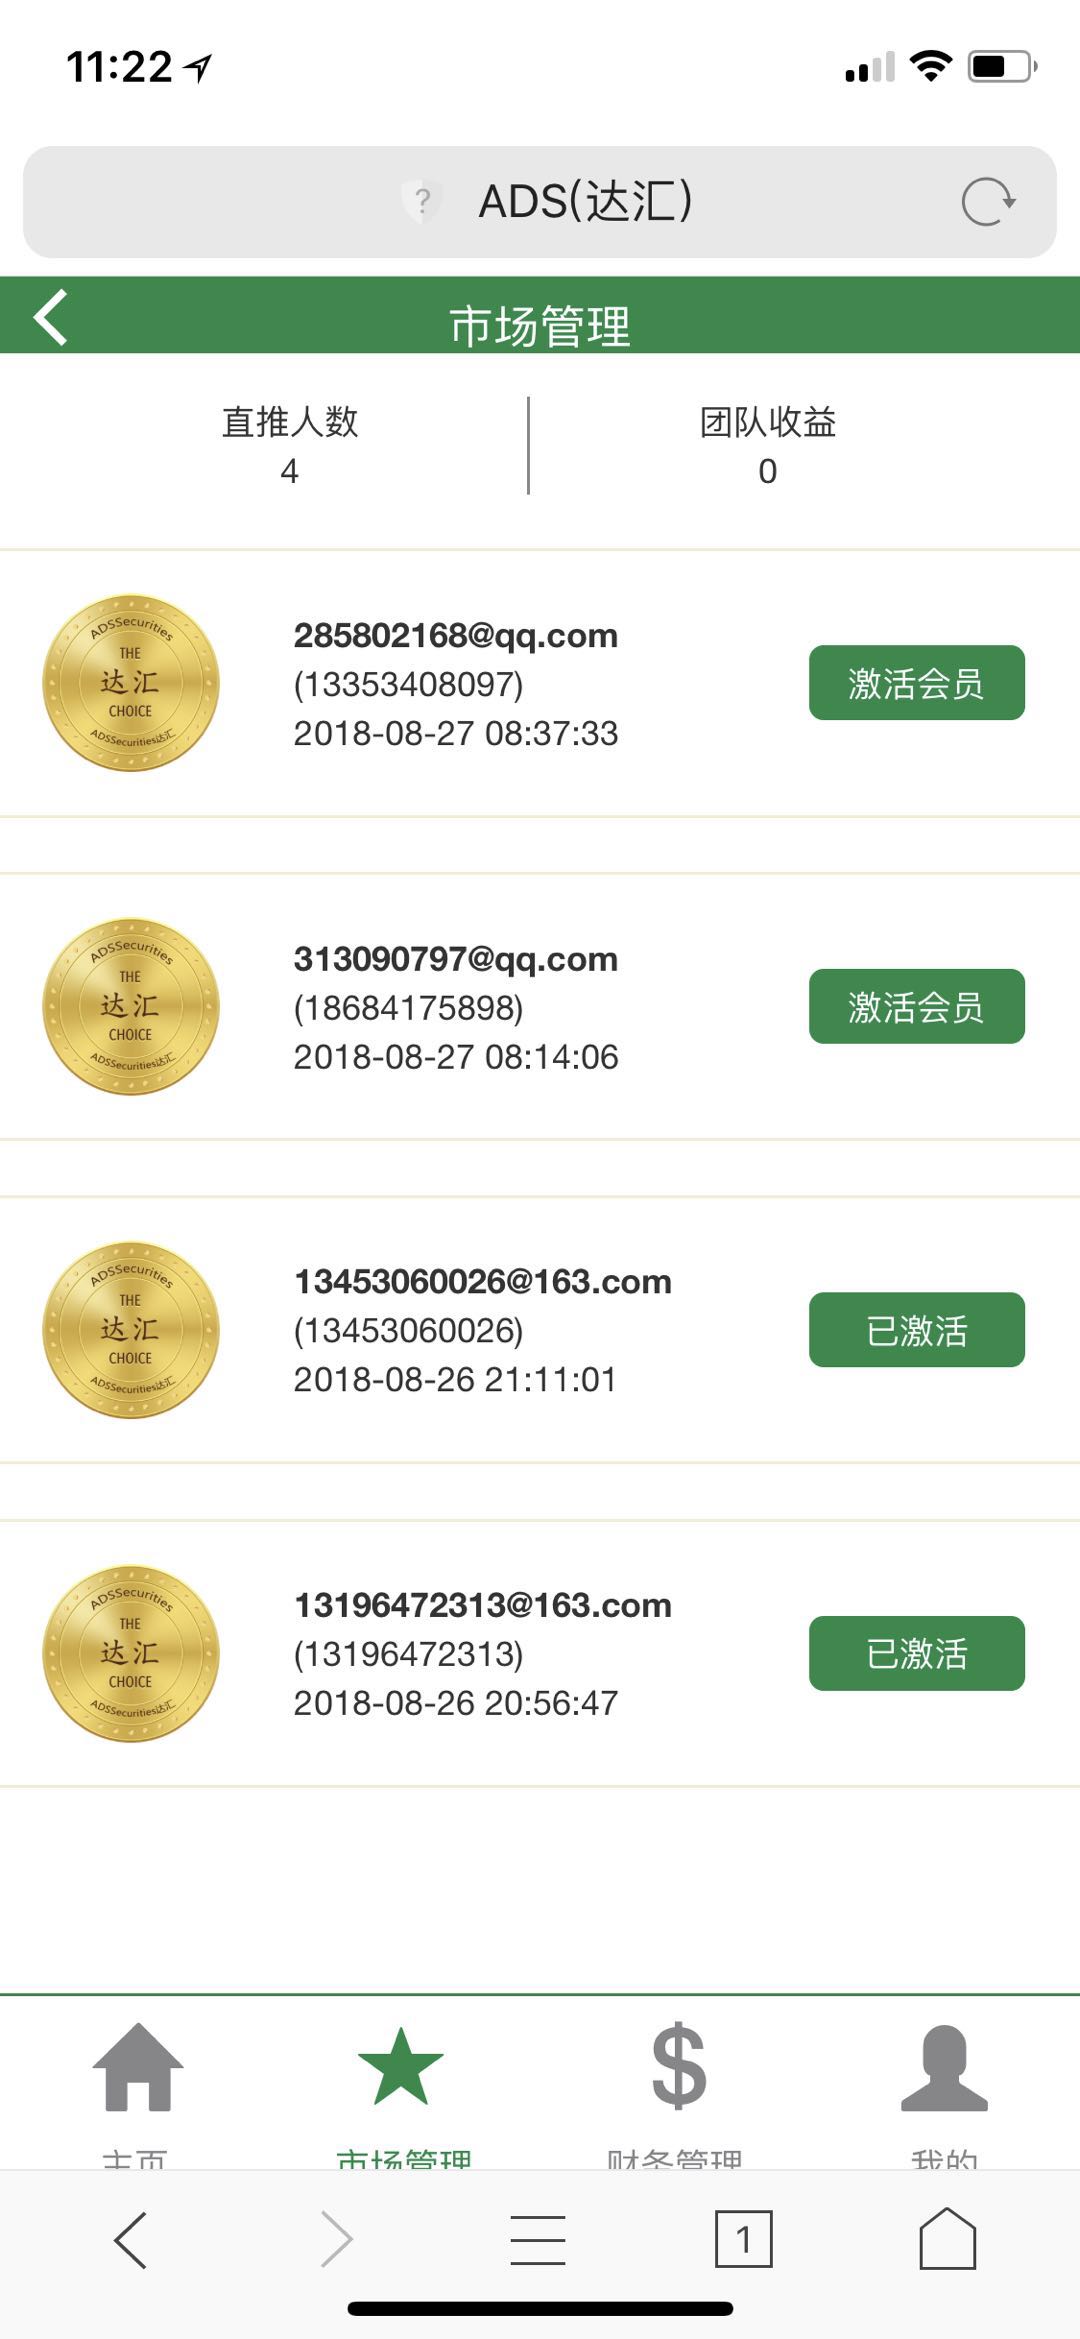 11:22
? ADS(达汇)
市场管理
直推人数
4
团队收益
0
ADSSecurities
THE
达汇
CHOICE
ADSSecurities达汇
285802168@qq.com
(13353408097)
2018-08-27 08:37:33
激活会员
ADSSecurities
THE
达汇
CHOICE
ADSSecurities达汇
313090797@qq.com
(18684175898)
2018-08-27 08:14:06
激活会员
ADSSecurities
THE
达汇
CHOICE
ADSSecurities达汇
13453060026@163.com
(13453060026)
2018-08-26 21:11:01
已激活
ADSSecurities
THE
达汇
CHOICE
ADSSecurities达汇
13196472313@163.com
(13196472313)
2018-08-26 20:56:47
已激活
$
主页
市场管理
财务管理
我的
1